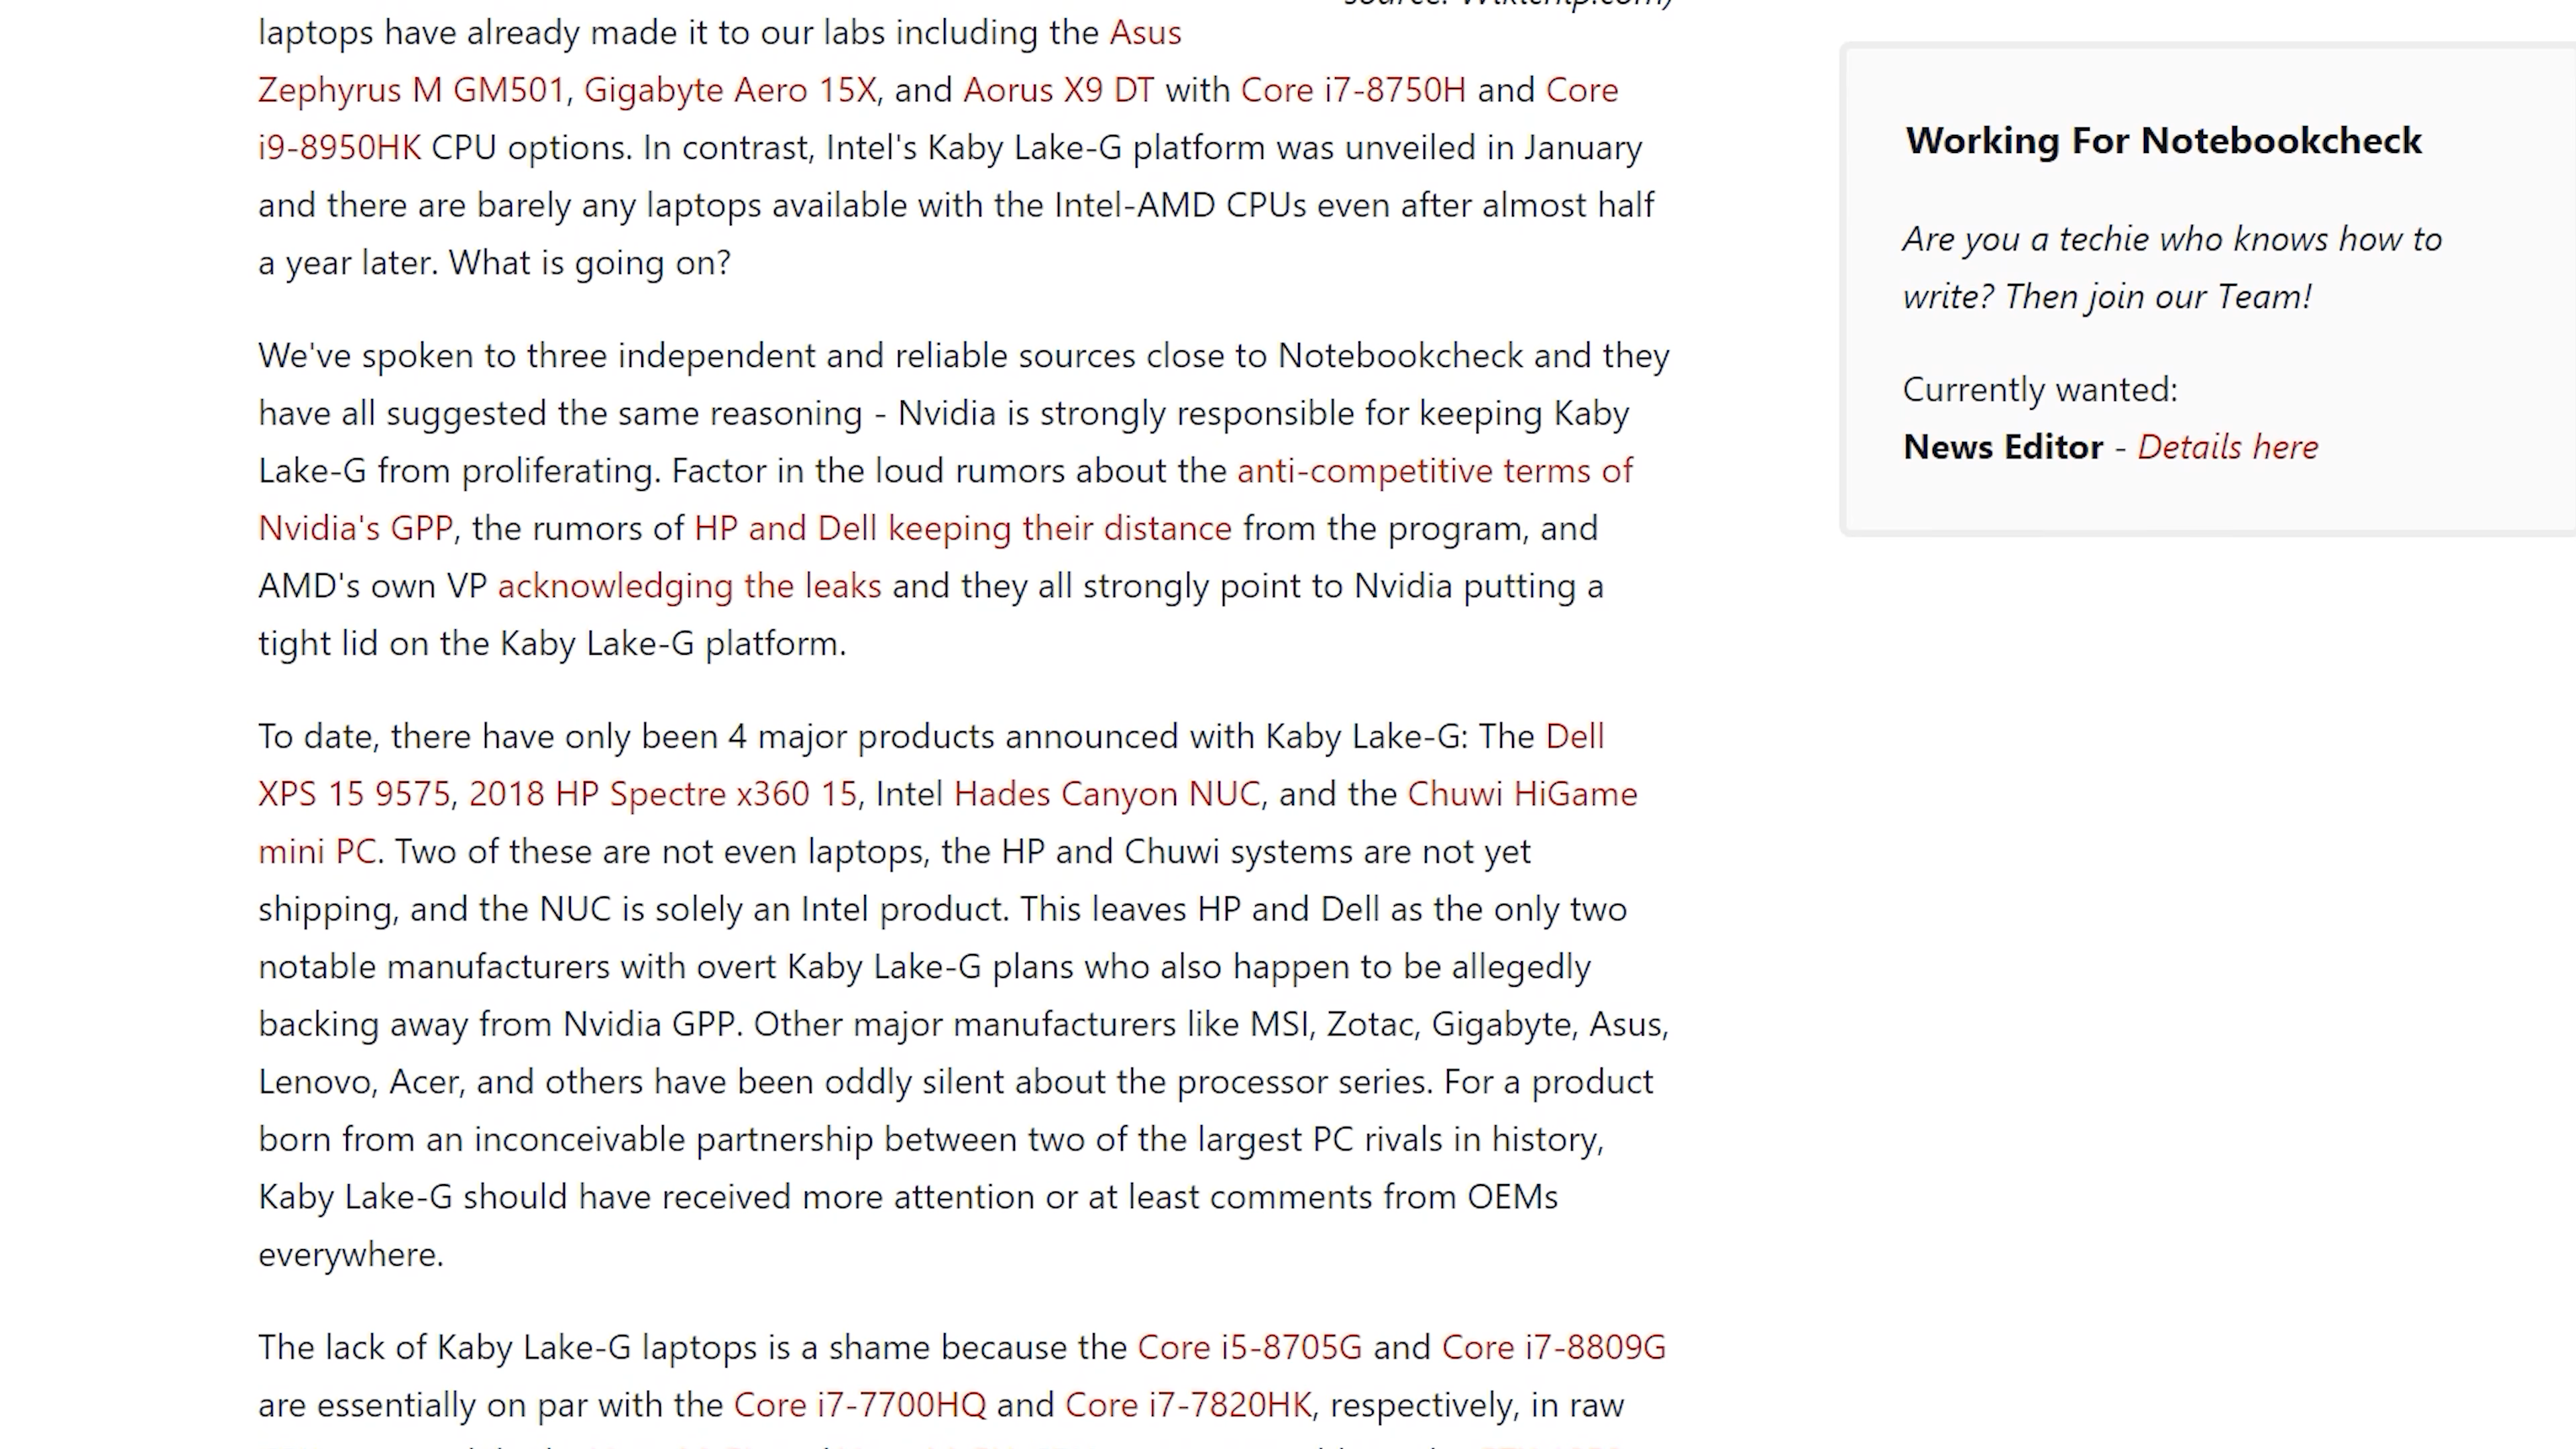 laptops have already made it to our labs including the Asus
Zephyrus M GM501, Gigabyte Aero 15X, and Aorus X9 DT with Core i7-8750H and Core
i9-8950HK CPU options. In contrast, Intel's Kaby Lake-G platform was unveiled in January
and there are barely any laptops available with the Intel-AMD CPUs even after almost half
a year later. What is going on?
We've spoken to three independent and reliable sources close to Notebookcheck and they
have all suggested the same reasoning - Nvidia is strongly responsible for keeping Kaby
Lake-G from proliferating. Factor in the loud rumors about the anti-competitive terms of
Nvidia's GPP, the rumors of HP and Dell keeping their distance from the program, and
AMD's own VP acknowledging the leaks and they all strongly point to Nvidia putting a
tight lid on the Kaby Lake-G platform.
To date, there have only been 4 major products announced with Kaby Lake-G: The Dell
XPS 15 9575, 2018 HP Spectre x360 15, Intel Hades Canyon NUC, and the Chuwi HiGame
mini PC. Two of these are not even laptops, the HP and Chuwi systems are not yet
shipping, and the NUC is solely an Intel product. This leaves HP and Dell as the only two
notable manufacturers with overt Kaby Lake-G plans who also happen to be allegedly
backing away from Nvidia GPP. Other major manufacturers like MSI, Zotac, Gigabyte, Asus,
Lenovo, Acer, and others have been oddly silent about the processor series. For a product
born from an inconceivable partnership between two of the largest PC rivals in history,
Kaby Lake-G should have received more attention or at least comments from OEMs
everywhere.
The lack of Kaby Lake-G laptops is a shame because the Core i5-8705G and Core i7-8809G
are essentially on par with the Core i7-7700HQ and Core i7-7820HK, respectively, in raw
Working For Notebookcheck
Are you a techie who knows how to
write? Then join our Team!
Currently wanted:
News Editor - Details here